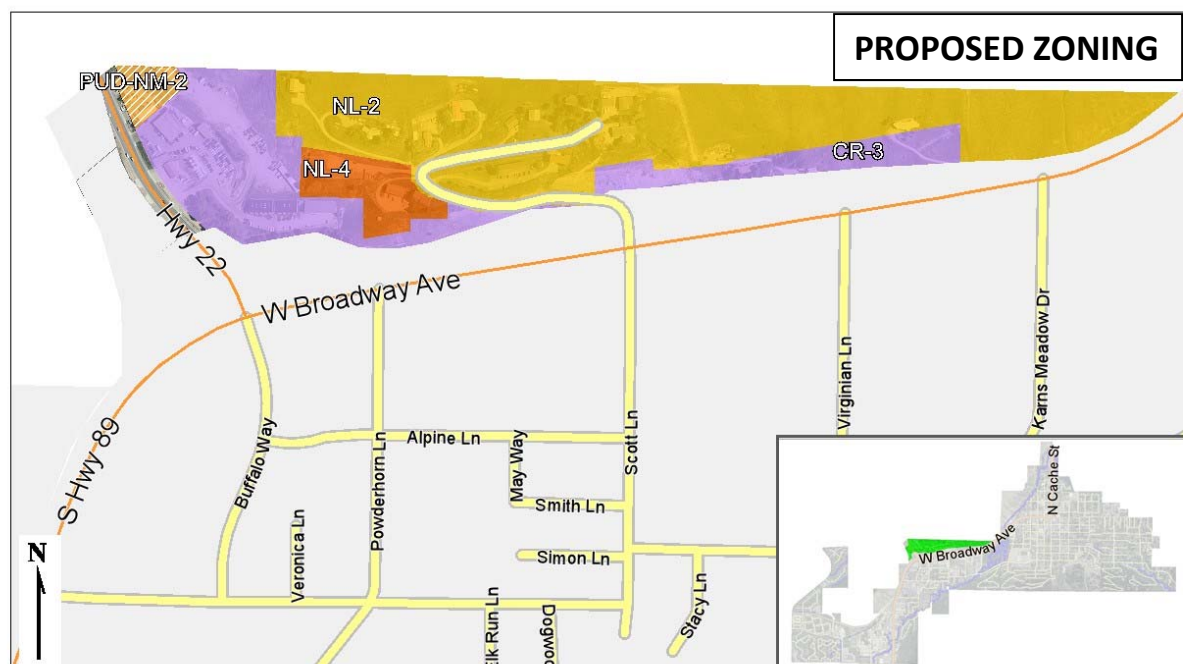 PROPOSED ZONING
PUD-NM-2
NL-2
NL-4
CR-3
Hwy 22
W Broadway Ave
S Hwy 89
Buffalo Way
Powderhorn Ln
Alpine Ln
May Way
Scott Ln
Virginian Ln
Karns Meadow Dr
Smith Ln
Simon Ln
Veronica Ln
Elk Run Ln
Dogwoo
Stacy Ln
N
N Cache St
W Broadway Ave